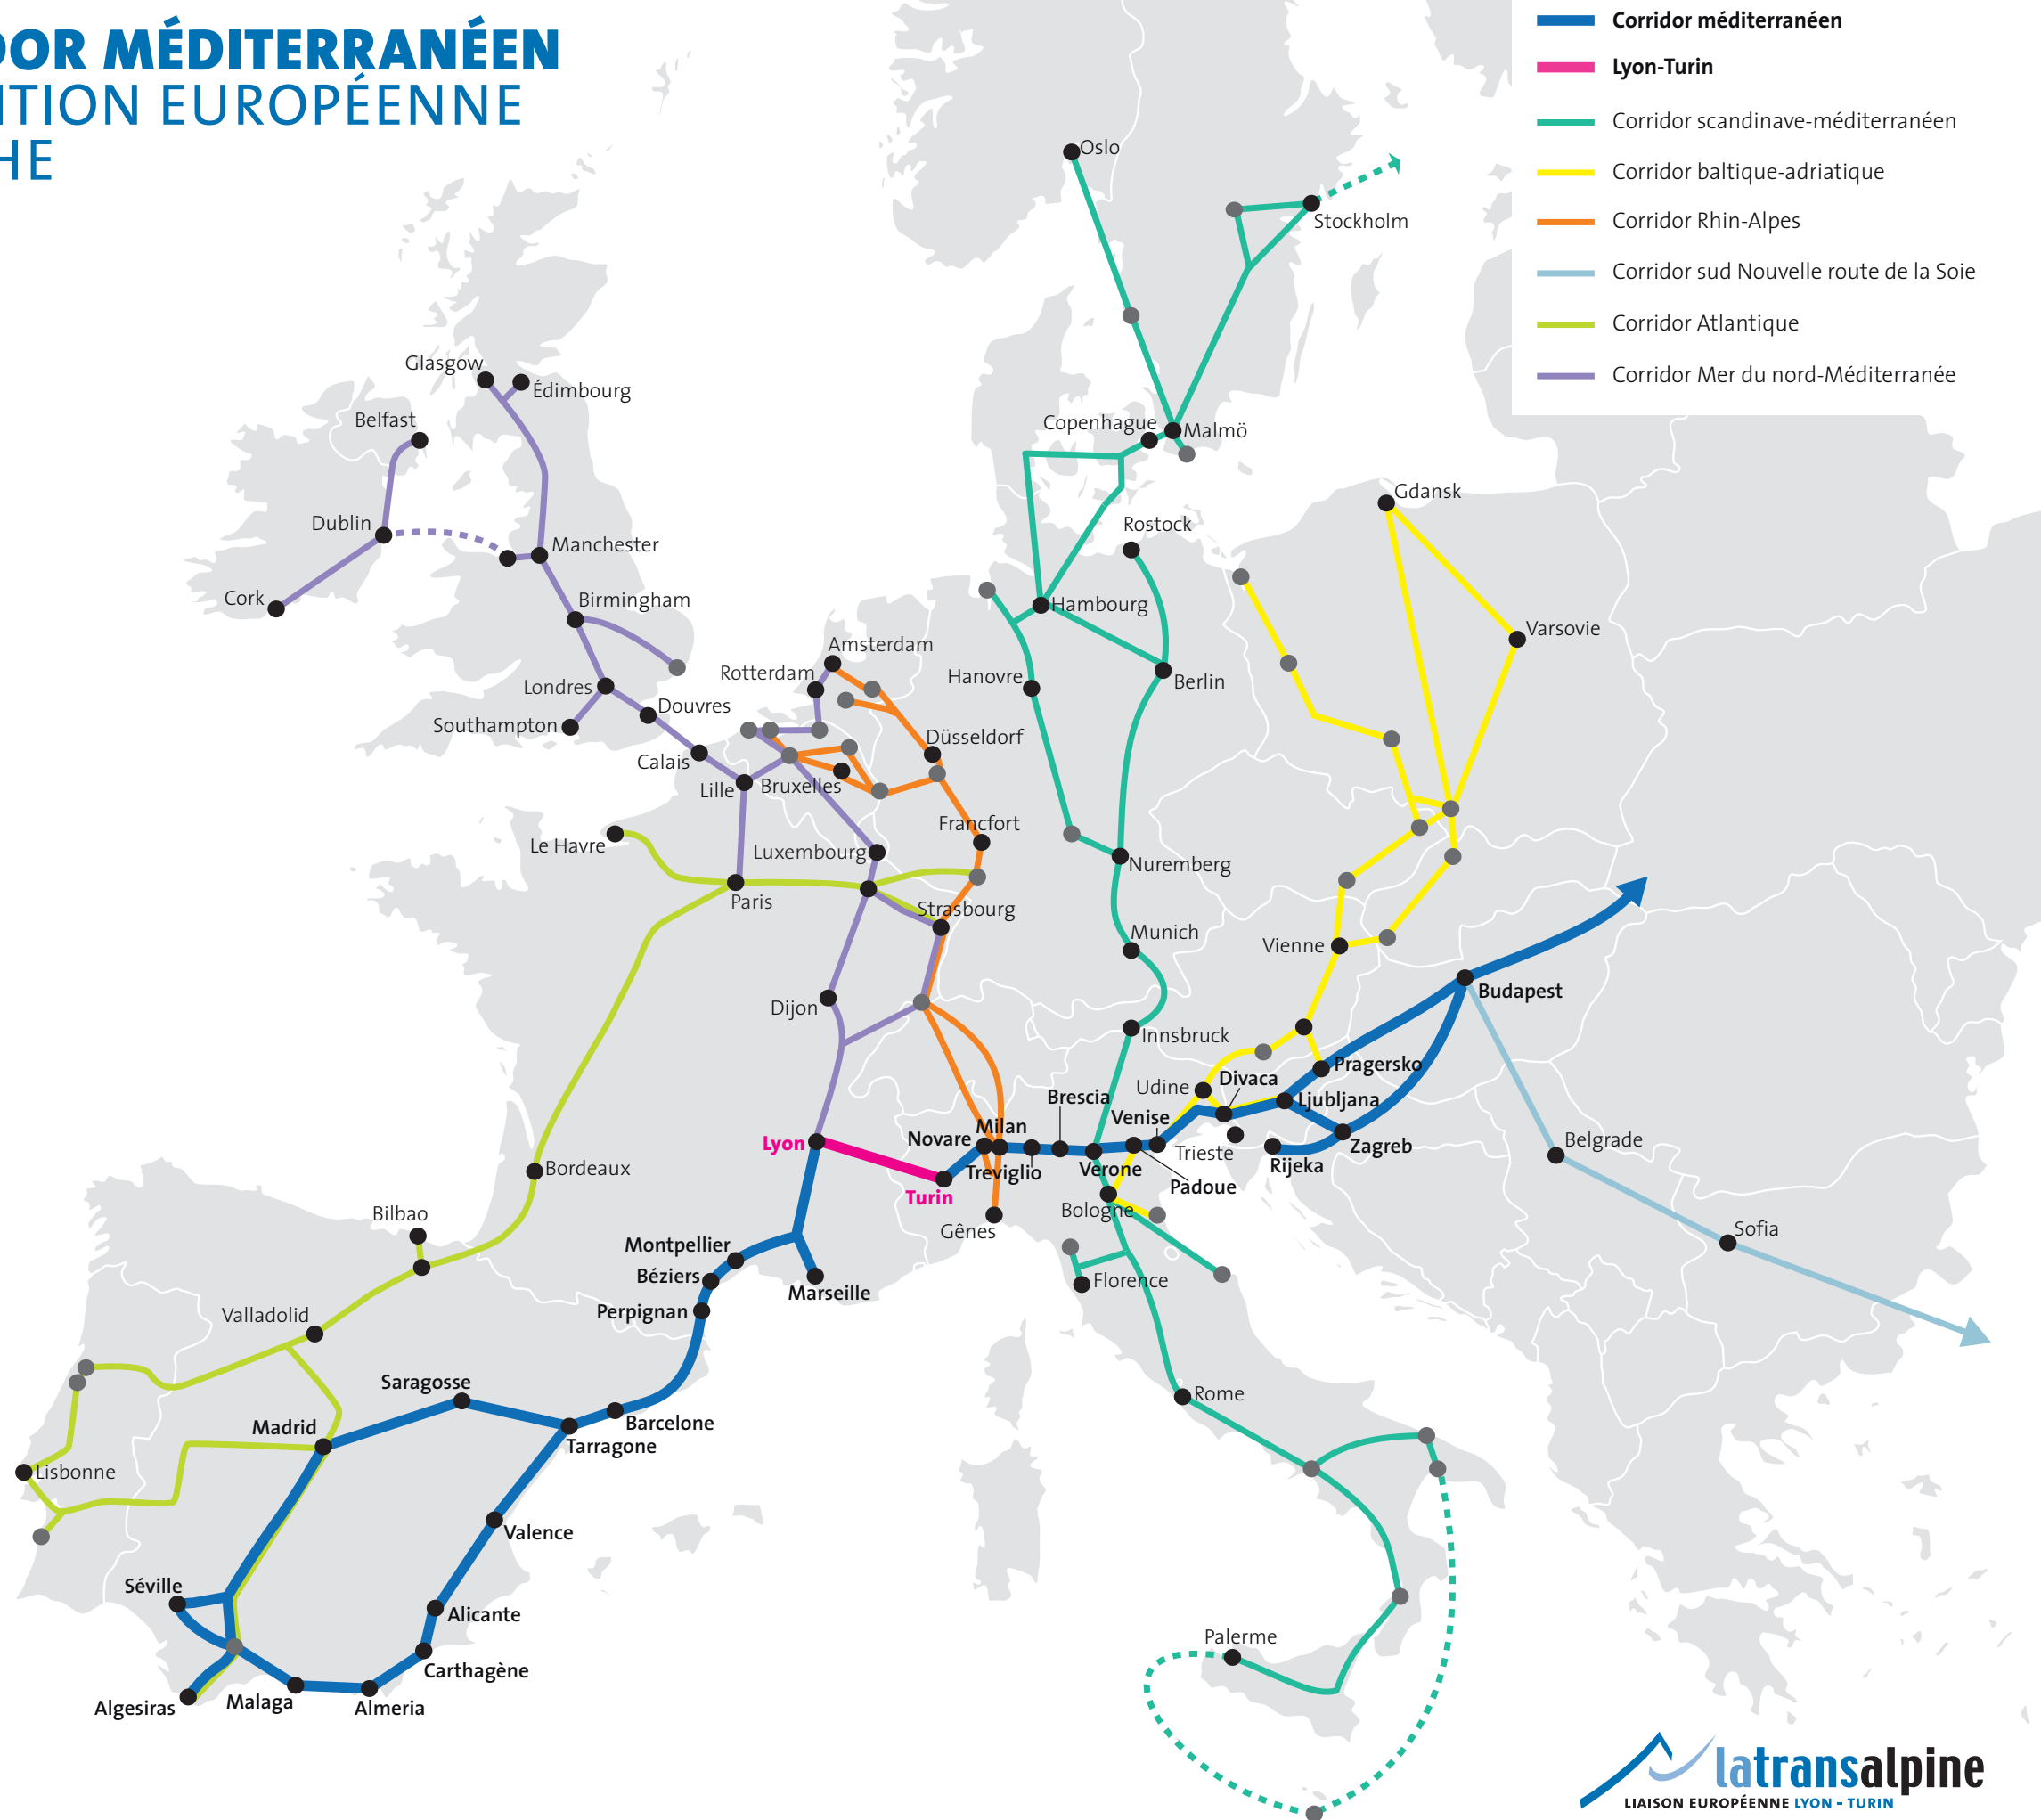 DOR MÉDITERRANÉEN
ITION EUROPÉENNE
HE
Corridor méditerranéen
Lyon-Turin
Corridor scandinave-méditerranéen
Corridor baltique-adriatique
Corridor Rhin-Alpes
Corridor sud Nouvelle route de la Soie
Corridor Atlantique
Corridor Mer du nord-Méditerranée
Oslo
Stockholm
Glasgow
Édimbourg
Belfast
Copenhague
Malmö
Gdansk
Dublin
Rostock
Manchester
Cork
Birmingham
Hambourg
Varsovie
Amsterdam
Rotterdam
Hanovre
Berlin
Londres
Douvres
Southampton
Düsseldorf
Calais
Lille
Bruxelles
Francfort
Le Havre
Luxembourg
Nuremberg
Paris
Strasbourg
Munich
Vienne
Budapest
Dijon
Innsbruck
Pragersko
Udine
Divaca
Brescia
Ljubljana
Venise
Milan
Novare
Lyon
Trieste
Zagreb
Belgrade
Rijeka
Bordeaux
Treviglio
Verone
Padoue
Turin
Bologne
Bilbao
Gênes
Sofia
Montpellier
Béziers
Florence
Marseille
Perpignan
Valladolid
Saragosse
Rome
Barcelone
Madrid
Tarragone
Lisbonne
Valence
Séville
Alicante
Palerme
Carthagène
Algesiras
Malaga
Almeria
latransalpine
LIAISON EUROPÉENNE LYON - TURIN